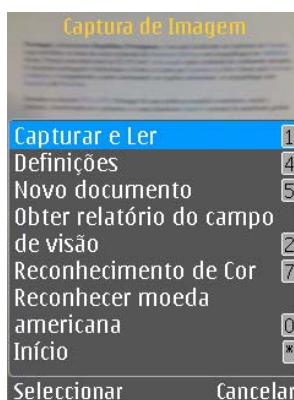 Captura de Imagem
Capturar e Ler 1
Definições 4
Novo documento 5
Obter relatório do campo
de visão 2
Reconhecimento de Cor 7
Reconhecer moeda
americana 0
Início *
Seleccionar Cancelar